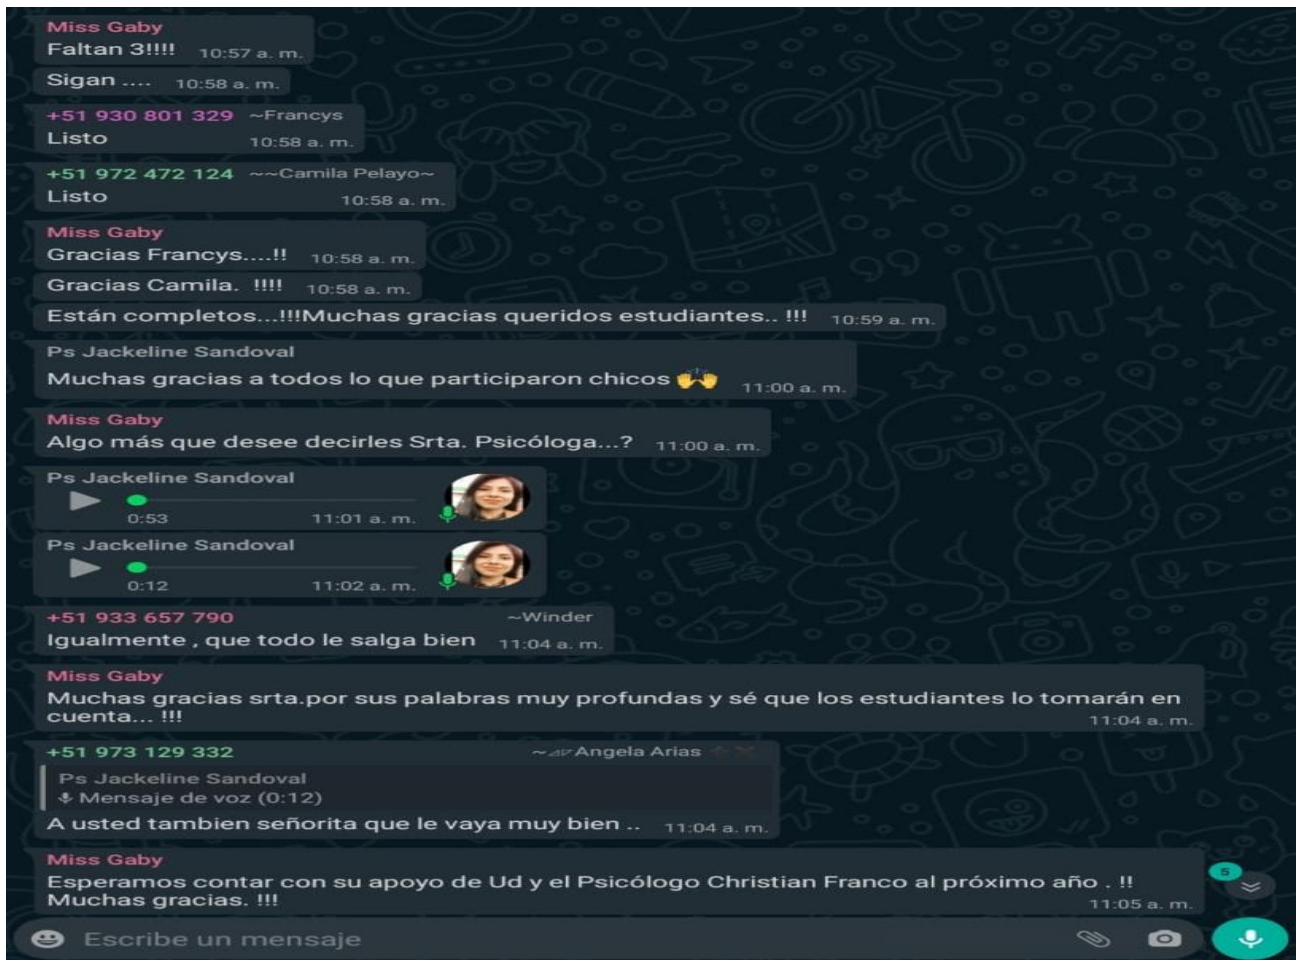 Miss Gaby
Faltan 3!!!! 10:57 a. m.
Sigan .... 10:58 a. m.
+51 930 801 329 ~Francys
Listo 10:58 a. m.
+51 972 472 124 ~~Camila Pelayo~
Listo 10:58 a. m.
Miss Gaby
Gracias Francys....!! 10:58 a. m.
Gracias Camila. !!!! 10:58 a. m.
Están completos...!!!Muchas gracias queridos estudiantes.. !!! 10:59 a. m.
Ps Jackeline Sandoval
Muchas gracias a todos lo que participaron chicos 🙌 11:00 a. m.
Miss Gaby
Algo más que desee decirles Srta. Psicóloga...? 11:00 a. m.
Ps Jackeline Sandoval
0:53 11:01 a. m.
Ps Jackeline Sandoval
0:12 11:02 a. m.
+51 933 657 790 ~Winder
Igualmente , que todo le salga bien 11:04 a. m.
Miss Gaby
Muchas gracias srta.por sus palabras muy profundas y sé que los estudiantes lo tomarán en
cuenta... !!! 11:04 a. m.
+51 973 129 332 ~Angela Arias
Ps Jackeline Sandoval
Mensaje de voz (0:12)
A usted tambien señorita que le vaya muy bien .. 11:04 a. m.
Miss Gaby
Esperamos contar con su apoyo de Ud y el Psicólogo Christian Franco al próximo año . !!
5
Muchas gracias. !!! 11:05 a. m.
Escribe un mensaje